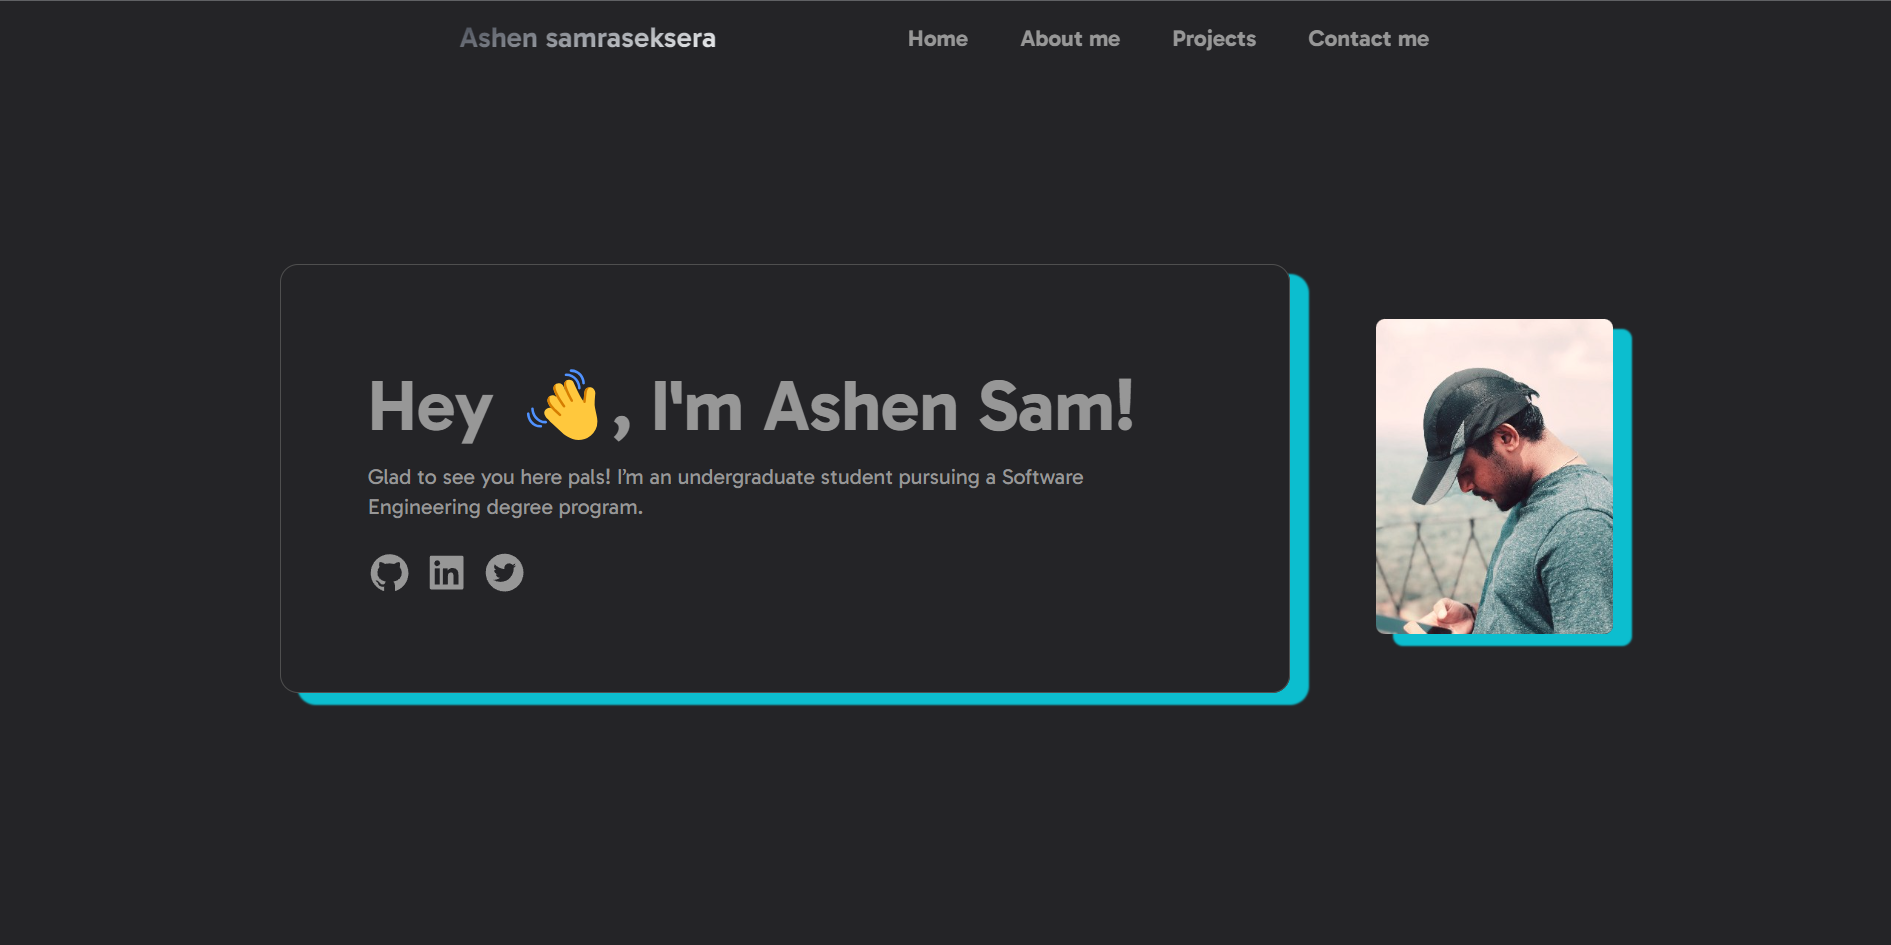 Ashen samraseksera
Home
About me
Projects
Contact me
Hey 👋, I'm Ashen Sam!
Glad to see you here pals! I’m an undergraduate student pursuing a Software
Engineering degree program.
in